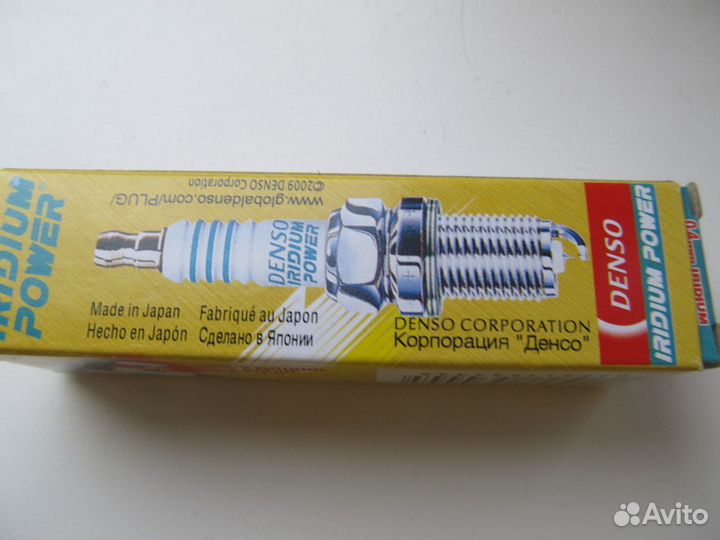 IRIDIUM
POWER®
©2009 DENSO Corporation
www.globaldenso.com/PLUG/
DENSO
IRIDIUM
POWER
Made in Japan Fabriqué au Japon
Hecho en Japón Сделано в Японии
DENSO CORPORATION
Корпорация "Денсо"
DENSO
IRIDIUM POWER
IRIDIUM
Avito